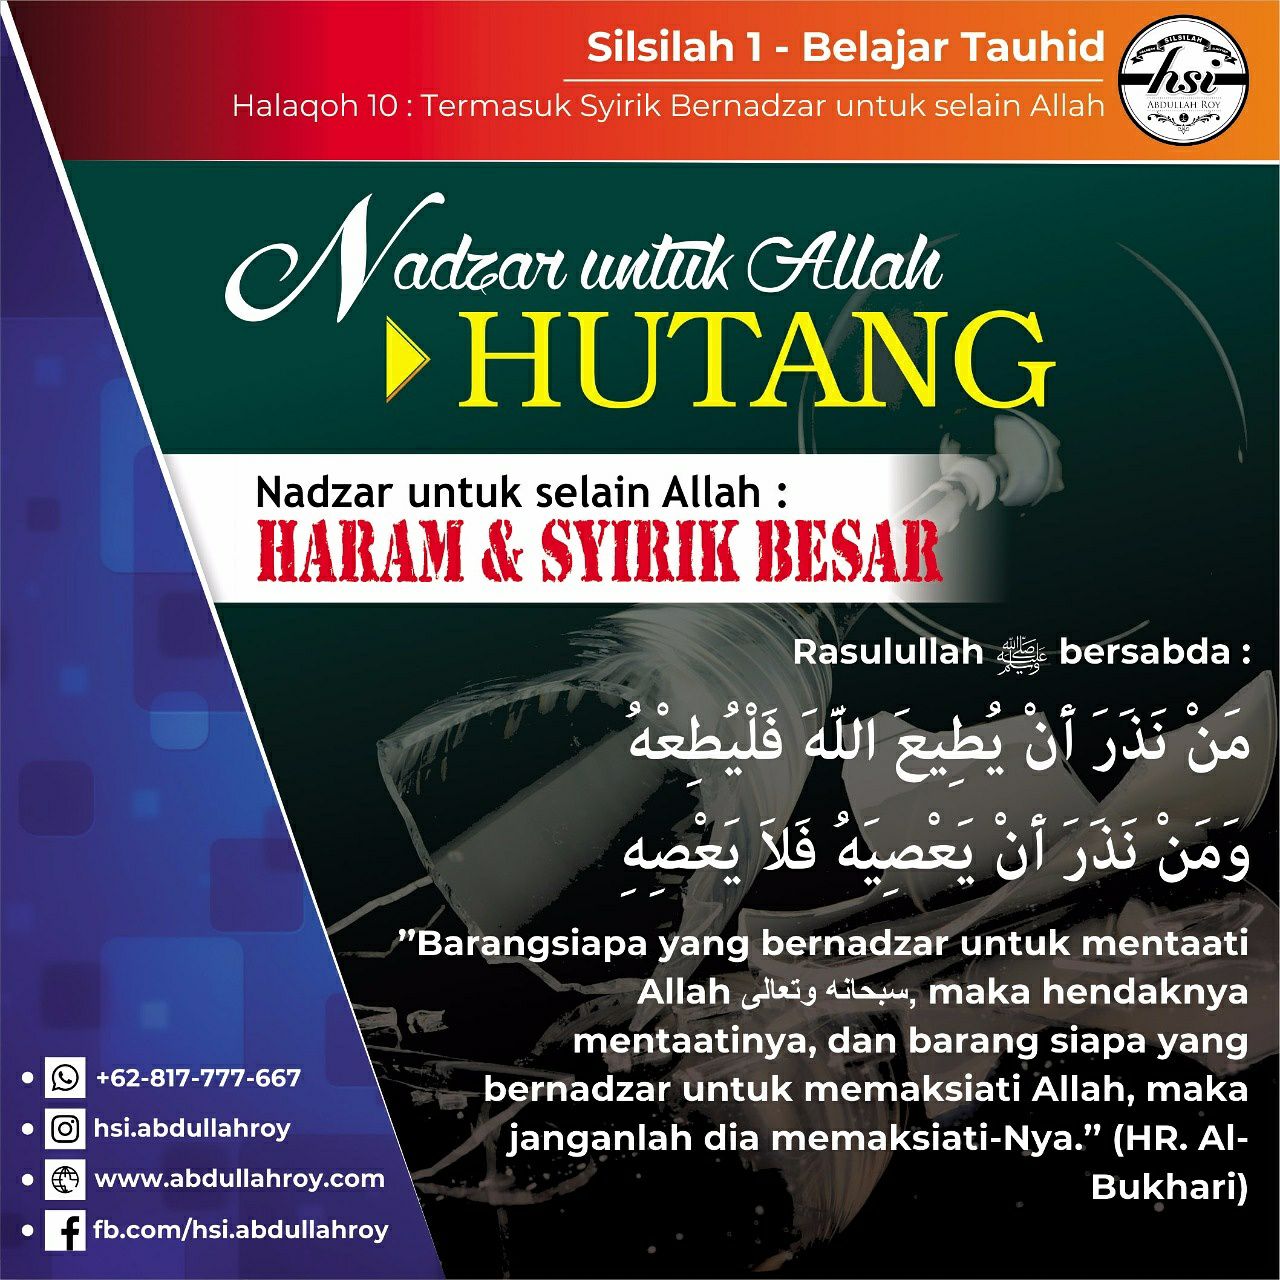 Silsilah 1 - Belajar Tauhid
Halaqoh 10 : Termasuk Syirik Bernadzar untuk selain Allah
SILSILAH
hsi
ABDULLAH ROY
Nadzar untuk Allah
HUTANG
Nadzar untuk selain Allah :
HARAM & SYIRIK BESAR
Rasulullah ﷺ bersabda :
مَنْ نَذَرَ أَنْ يُطِيعَ اللَّهَ فَلْيُطِعْهُ
وَمَنْ نَذَرَ أَنْ يَعْصِيَهُ فَلاَ يَعْصِهِ
”Barangsiapa yang bernadzar untuk mentaati
Allah سبحانه وتعالى, maka hendaknya
mentaatinya, dan barang siapa yang
bernadzar untuk memaksiati Allah, maka
janganlah dia memaksiati-Nya.” (HR. Al-
Bukhari)
+62-817-777-667
hsi.abdullahroy
www.abdullahroy.com
fb.com/hsi.abdullahroy